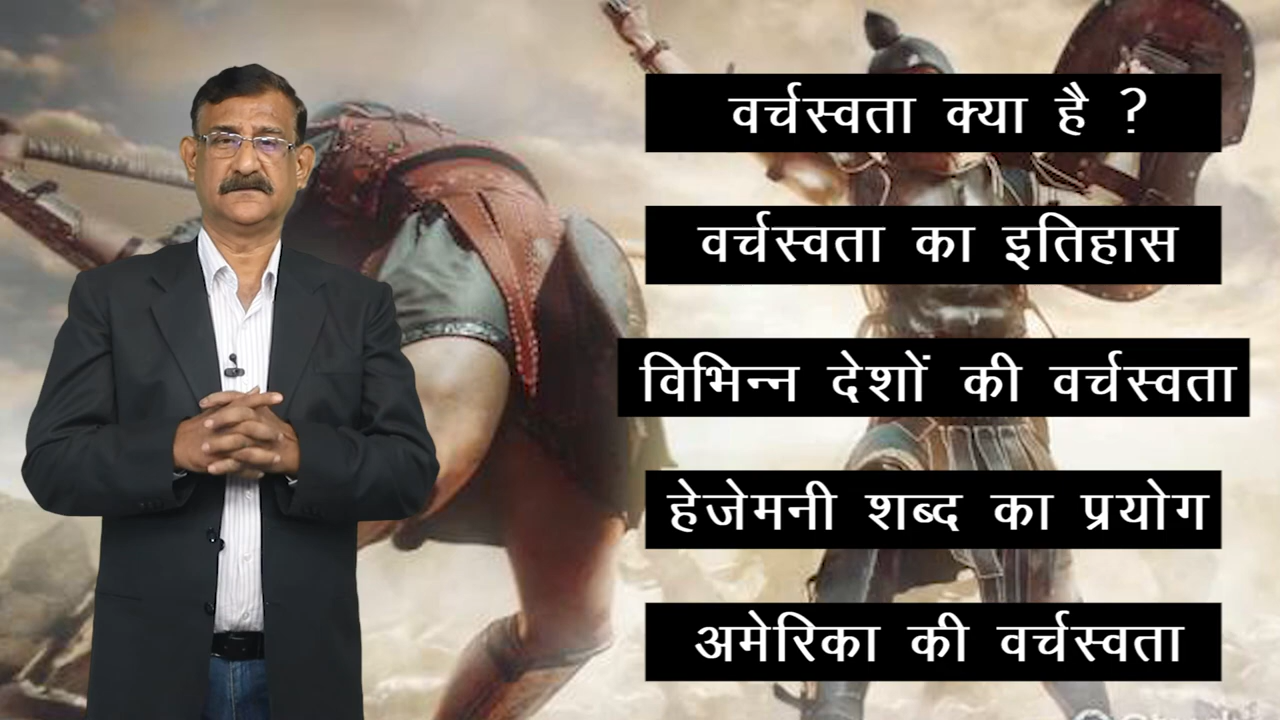 वर्चस्वता क्या है ?
वर्चस्वता का इतिहास
विभिन्न देशों की वर्चस्वता
हेजेमनी शब्द का प्रयोग
अमेरिका की वर्चस्वता